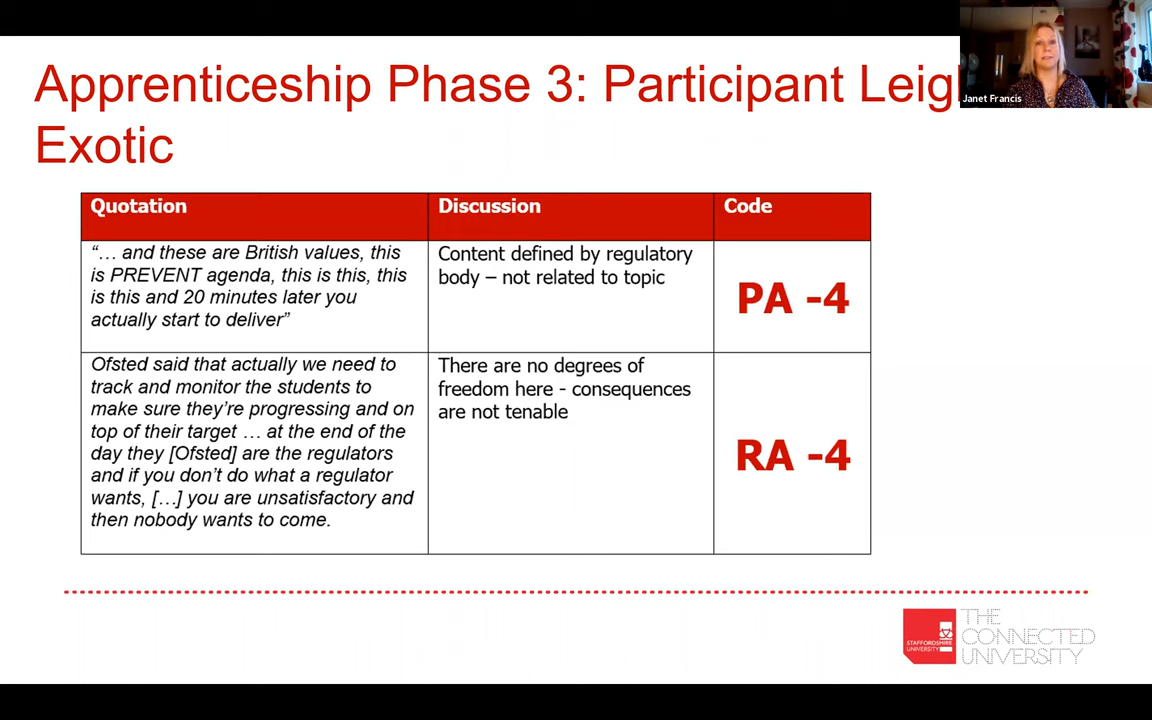 Apprenticeship Phase 3: Participant
Exotic
Janet Francis
Quotation Discussion Code
“… and these are British values, this
is PREVENT agenda, this is this, this
is this and 20 minutes later you
actually start to deliver”
Content defined by regulatory
body – not related to topic
PA -4
Ofsted said that actually we need to
track and monitor the students to
make sure they’re progressing and on
top of their target … at the end of the
day they [Ofsted] are the regulators
and if you don’t do what a regulator
wants, […] you are unsatisfactory and
then nobody wants to come.
There are no degrees of
freedom here - consequences
are not tenable
RA -4
STAFFORDSHIRE
UNIVERSITY
THE
CONNECTED
UNIVERSITY